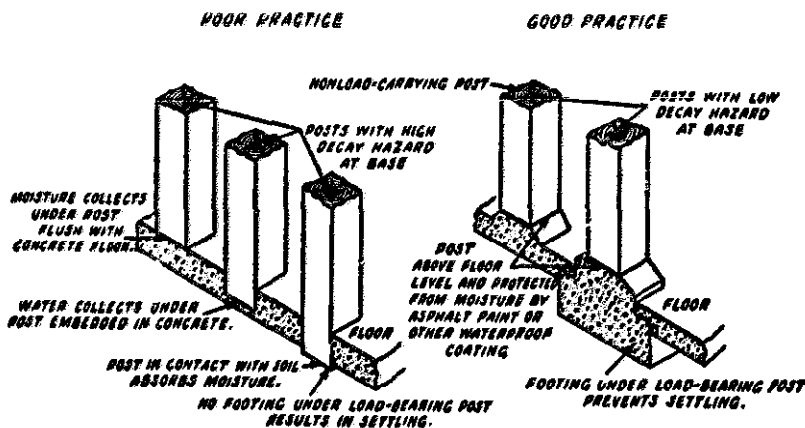 POOR PRACTICE
GOOD PRACTICE
NONLOAD-CARRYING POST
POSTS WITH HIGH
DECAY HAZARD
AT BASE
POSTS WITH LOW
DECAY HAZARD
AT BASE
MOISTURE COLLECTS
UNDER POST
FLUSH WITH
CONCRETE FLOOR.
WATER COLLECTS UNDER
POST EMBEDDED IN CONCRETE.
FLOOR
POST IN CONTACT WITH SOIL
ABSORBS MOISTURE.
NO FOOTING UNDER LOAD-BEARING POST
RESULTS IN SETTLING.
POST
ABOVE FLOOR
LEVEL AND PROTECTED
FROM MOISTURE BY
ASPHALT PAINT OR
OTHER WATERPROOF
COATING
FLOOR
FOOTING UNDER LOAD-BEARING POST
PREVENTS SETTLING.